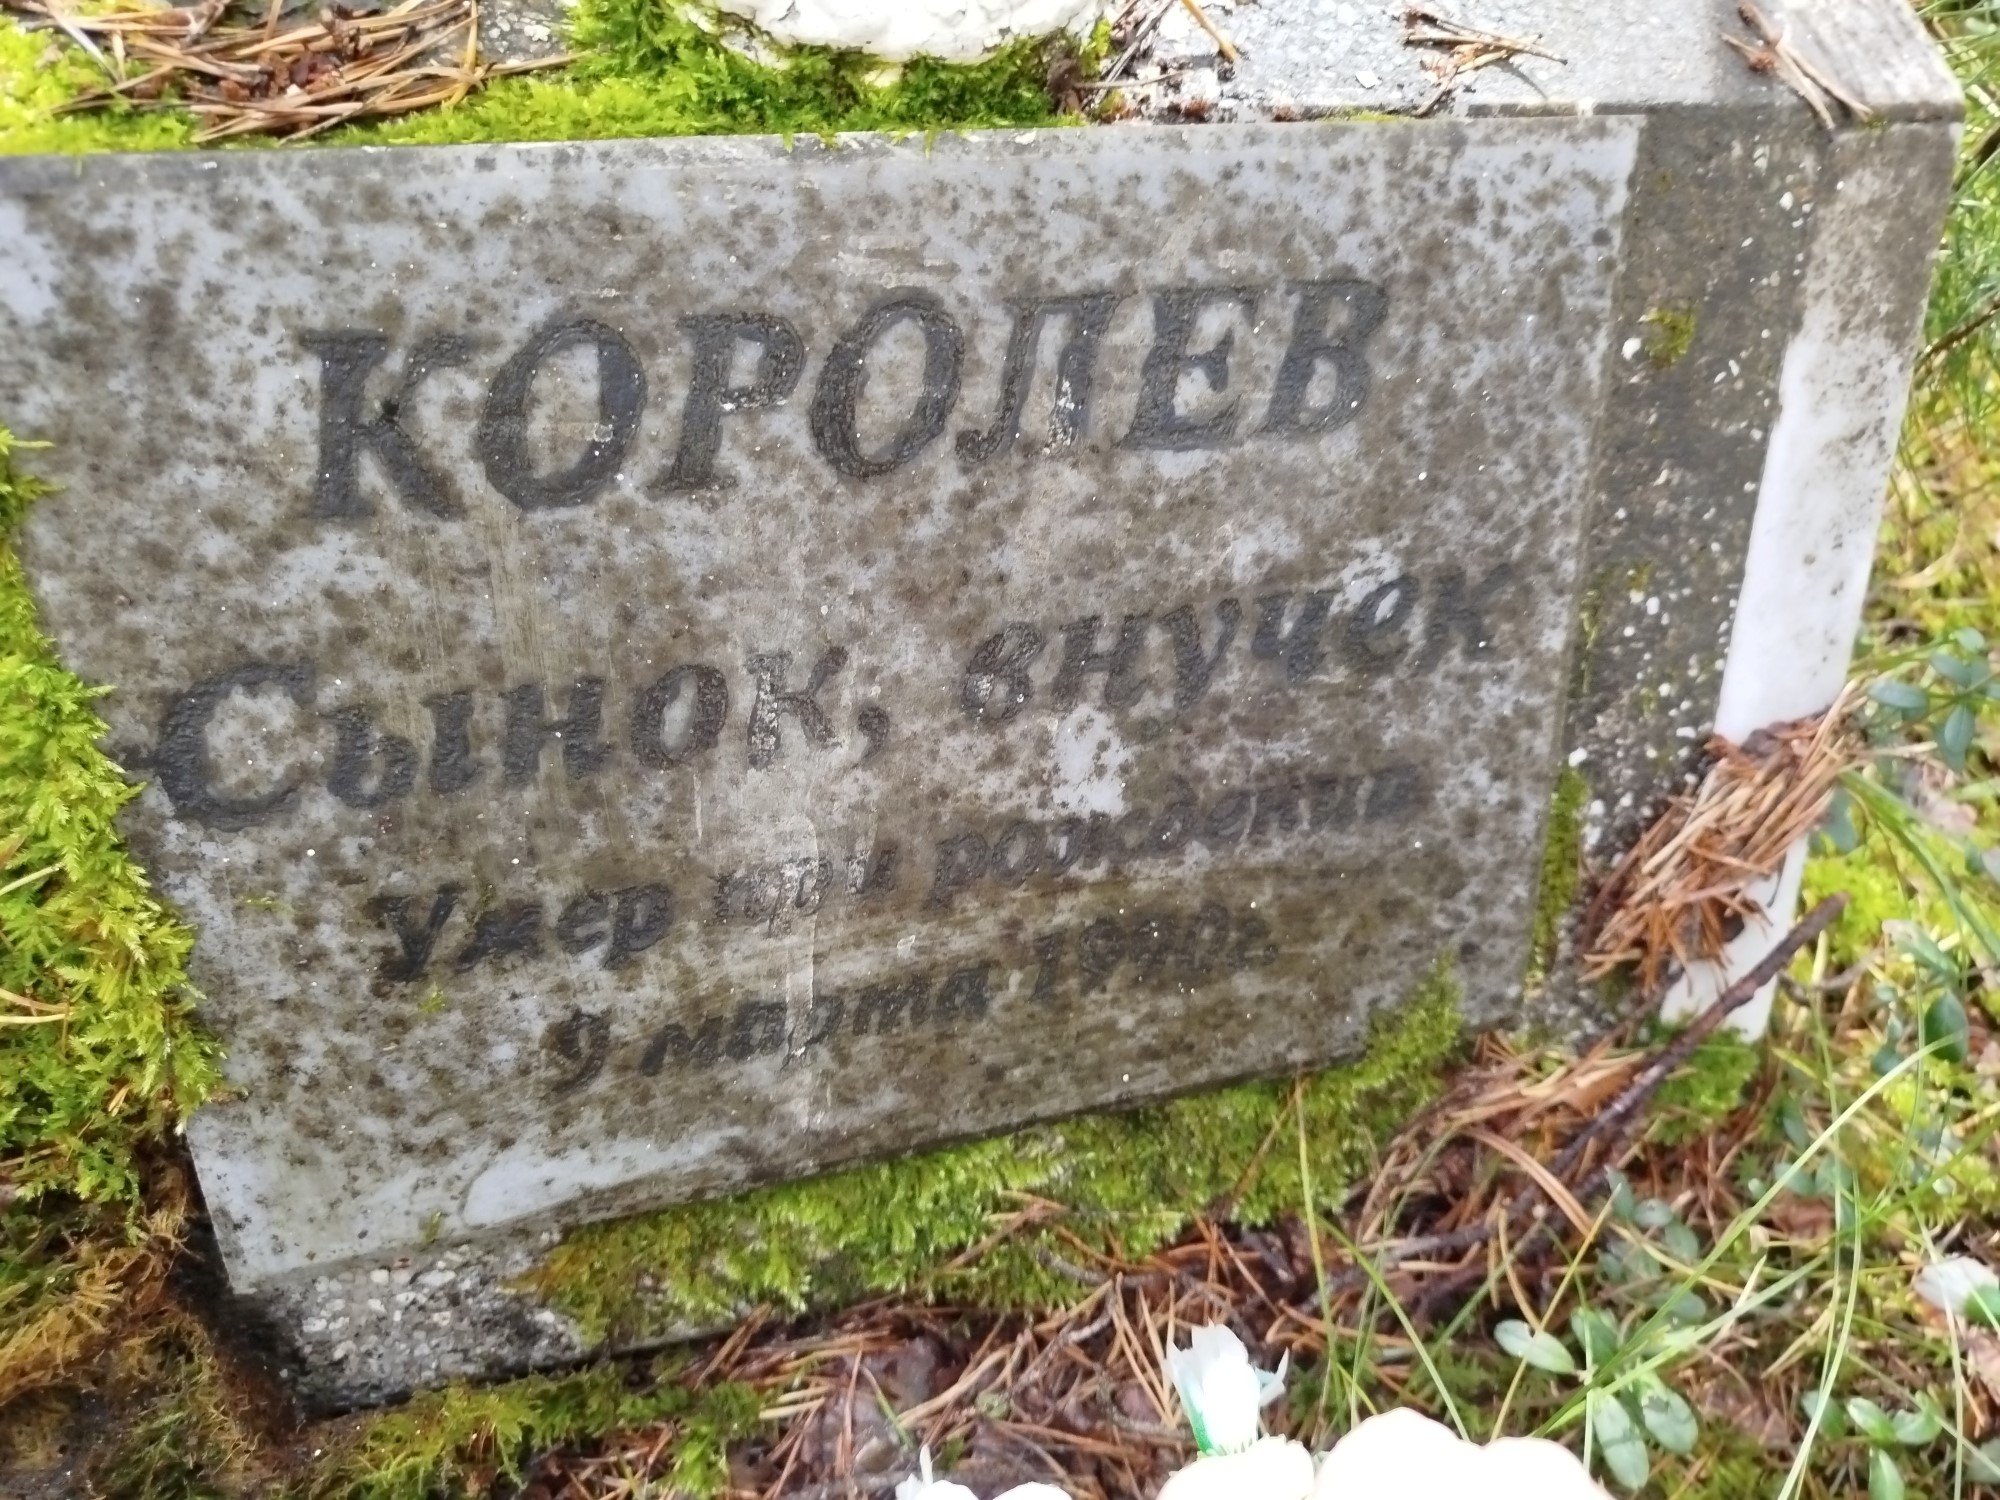 КОРОЛЕВ
Сынок, внучек
Умер при рождении
9 марта